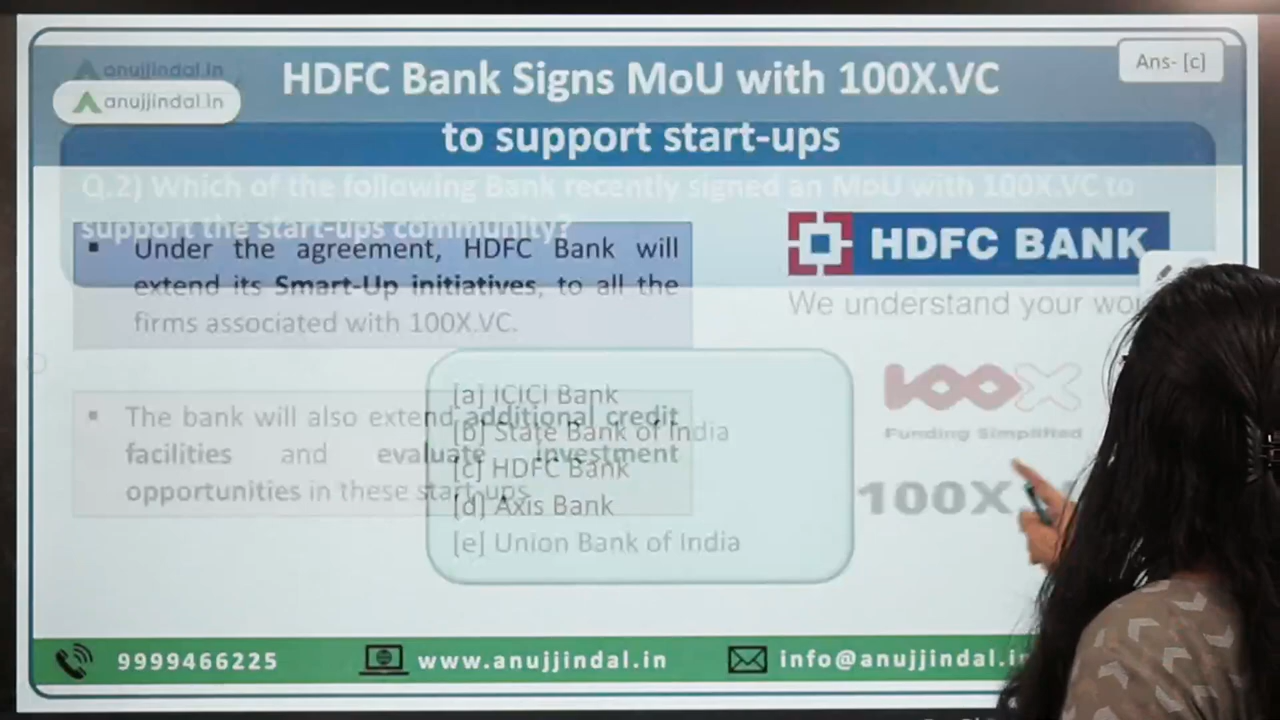 anujjindal.in
anujjindal.in
HDFC Bank Signs MoU with 100X.VC
to support start-ups
Ans- [c]
Q.2) Which of the following Bank recently signed an MoU with 100X.VC to
support the start-ups community?
▪ Under the agreement, HDFC Bank will
extend its Smart-Up initiatives, to all the
firms associated with 100X.VC.
▪ The bank will also extend additional credit
facilities and evaluate investment
opportunities in these start-ups.
HDFC BANK
We understand your
100X
Funding Simplified
100X
[a] ICICI Bank
[b] State Bank of India
[c] HDFC Bank
[d] Axis Bank
[e] Union Bank of India
9999466225
www.anujjindal.in
info@anujjindal.in